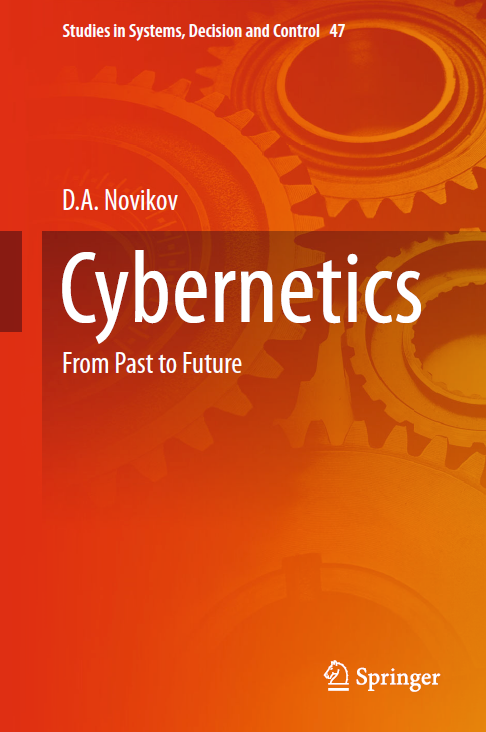 Studies in Systems, Decision and Control 47
D.A. Novikov
Cybernetics
From Past to Future
Springer